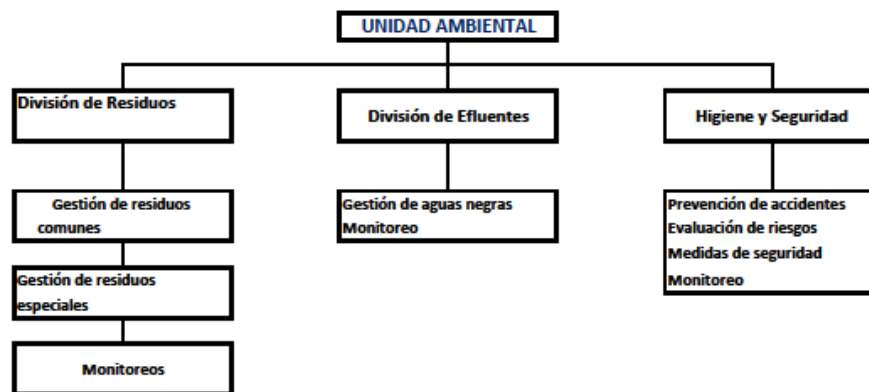 UNIDAD AMBIENTAL
División de Residuos
División de Efluentes
Higiene y Seguridad
Gestión de residuos
comunes
Gestión de aguas negras
Monitoreo
Prevención de accidentes
Evaluación de riesgos
Medidas de seguridad
Monitoreo
Gestión de residuos
especiales
Monitoreos